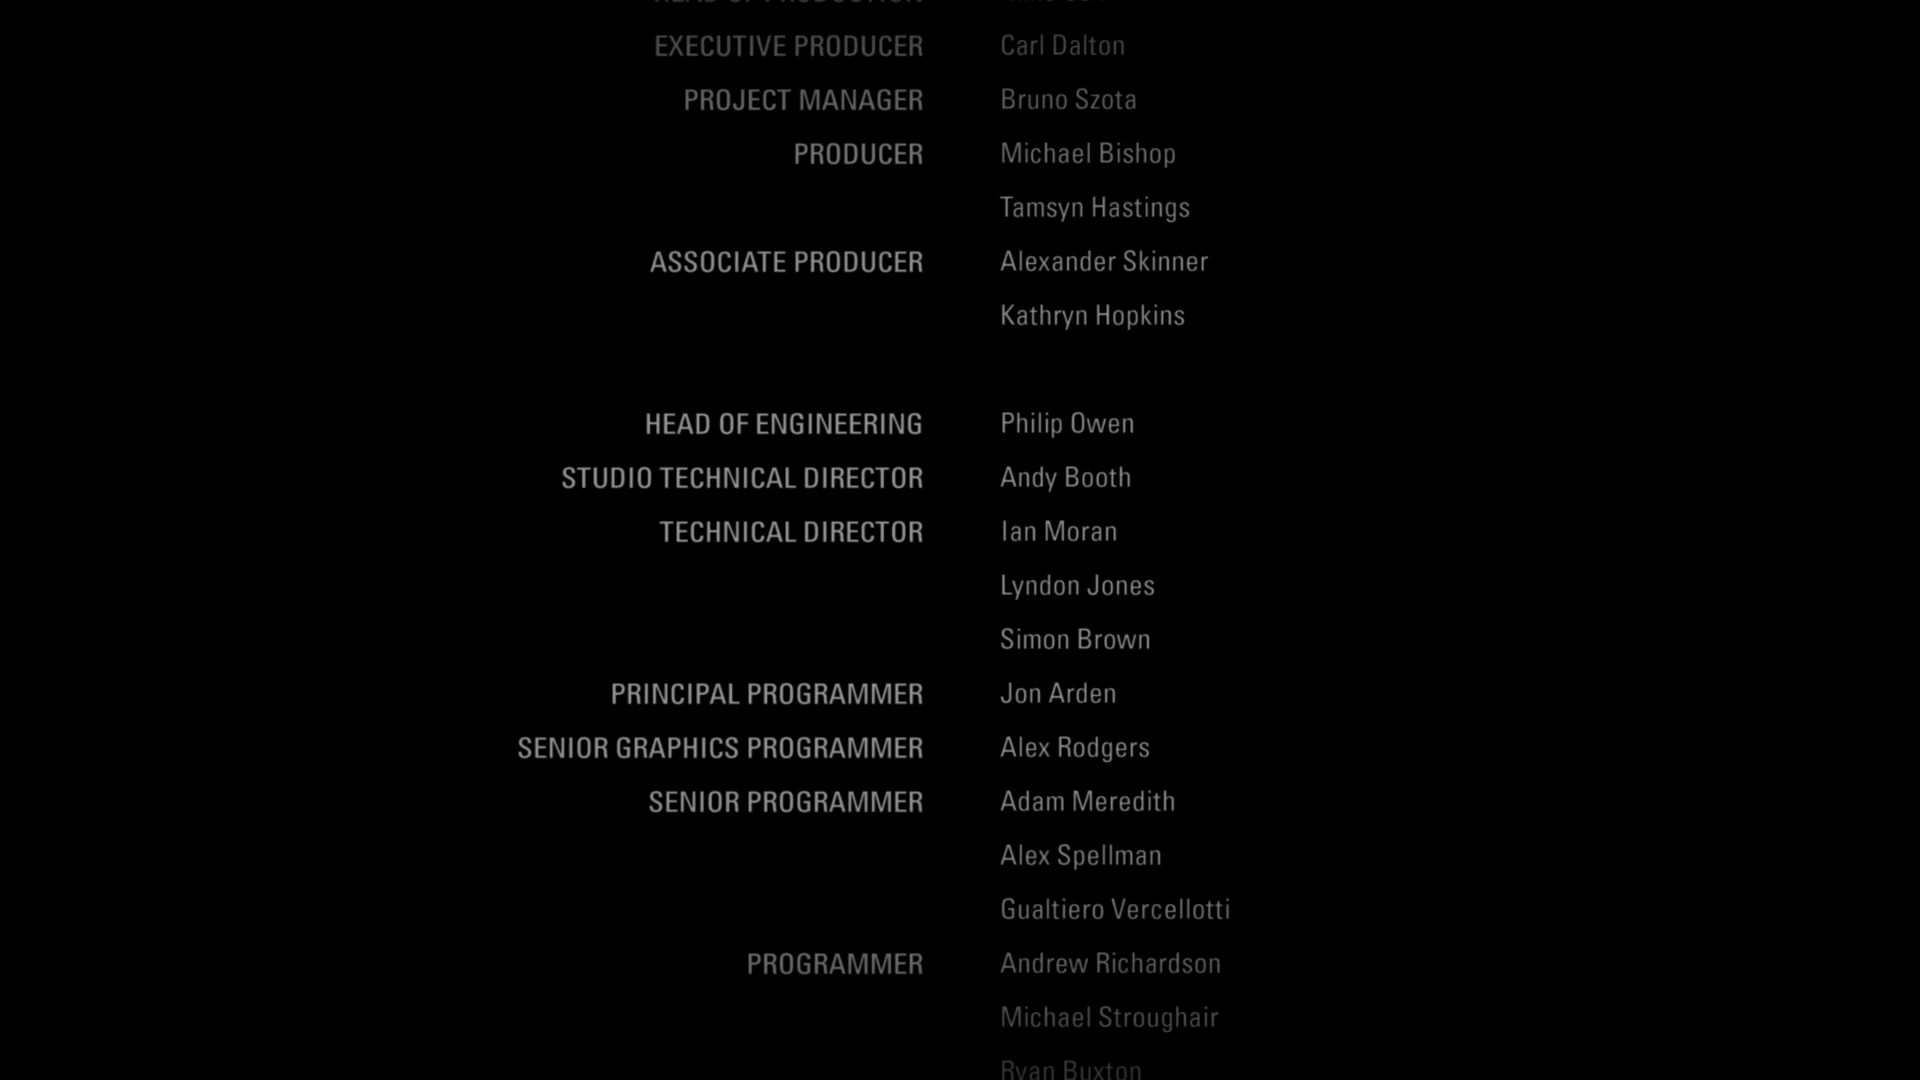 HEAD OF PRODUCTION
EXECUTIVE PRODUCER Carl Dalton
PROJECT MANAGER Bruno Szota
PRODUCER Michael Bishop
Tamsyn Hastings
ASSOCIATE PRODUCER Alexander Skinner
Kathryn Hopkins
HEAD OF ENGINEERING Philip Owen
STUDIO TECHNICAL DIRECTOR Andy Booth
TECHNICAL DIRECTOR Ian Moran
Lyndon Jones
Simon Brown
PRINCIPAL PROGRAMMER Jon Arden
SENIOR GRAPHICS PROGRAMMER Alex Rodgers
SENIOR PROGRAMMER Adam Meredith
Alex Spellman
Gualtiero Vercellotti
PROGRAMMER Andrew Richardson
Michael Stroughair
Ryan Buxton